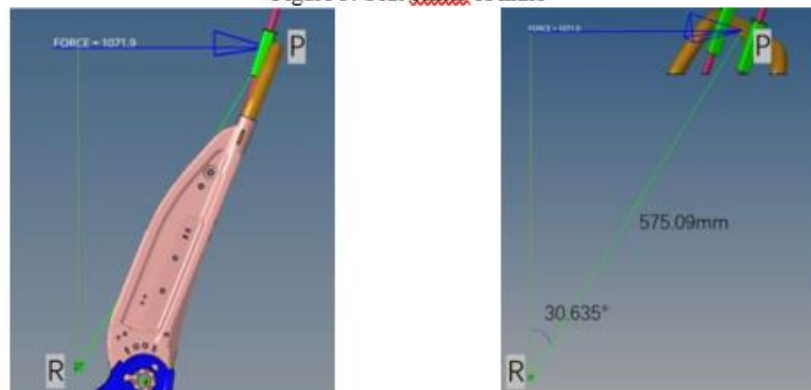 FORCE = 1071.9
P
R
FORCE = 1071.9
P
575.09mm
30.635°
R